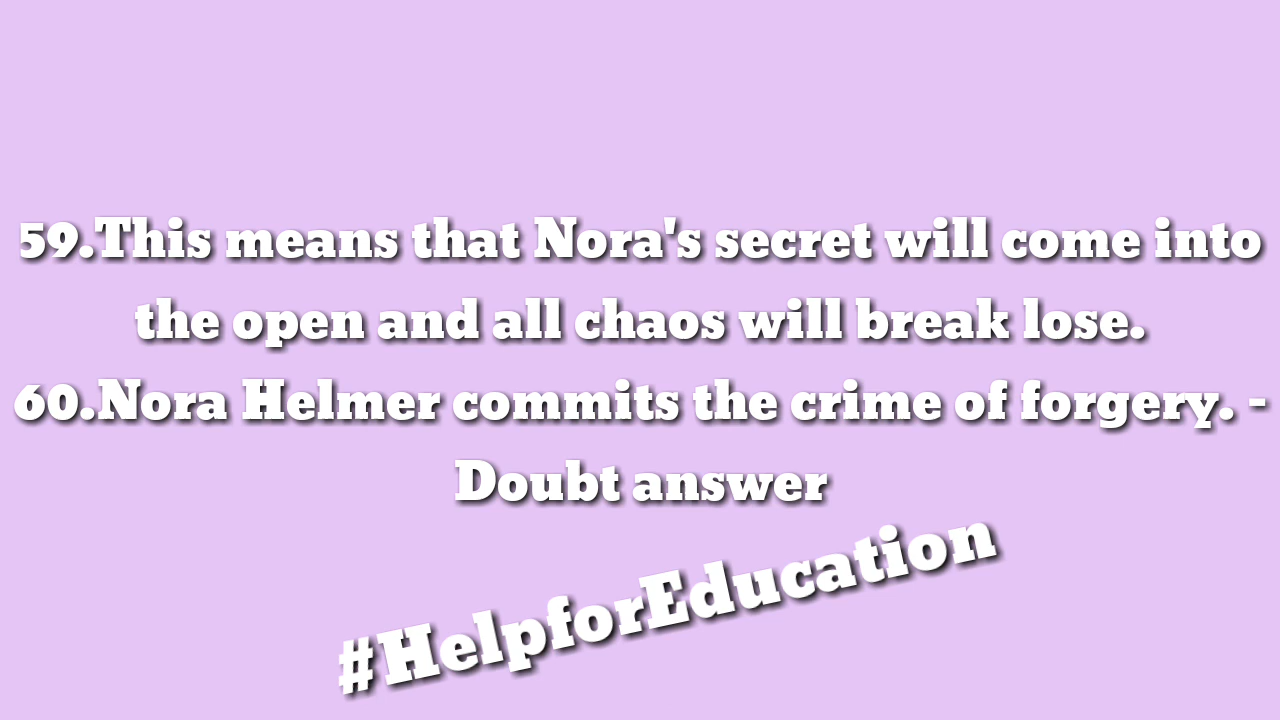 59.This means that Nora's secret will come into
the open and all chaos will break lose.
60.Nora Helmer commits the crime of forgery. -
Doubt answer
#HelpforEducation